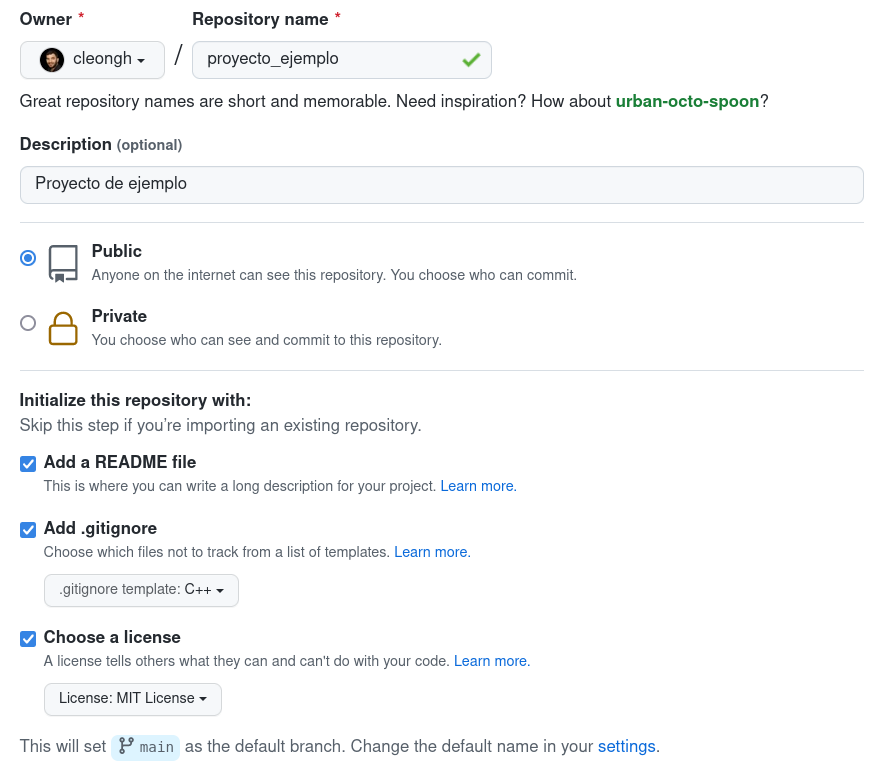 Owner * Repository name *
cleongh / proyecto_ejemplo
Great repository names are short and memorable. Need inspiration? How about urban-octo-spoon?
Description (optional)
Proyecto de ejemplo
Public
Anyone on the internet can see this repository. You choose who can commit.
Private
You choose who can see and commit to this repository.
Initialize this repository with:
Skip this step if you’re importing an existing repository.
Add a README file
This is where you can write a long description for your project. Learn more.
Add .gitignore
Choose which files not to track from a list of templates. Learn more.
.gitignore template: C++
Choose a license
A license tells others what they can and can't do with your code. Learn more.
License: MIT License
This will set main as the default branch. Change the default name in your settings.